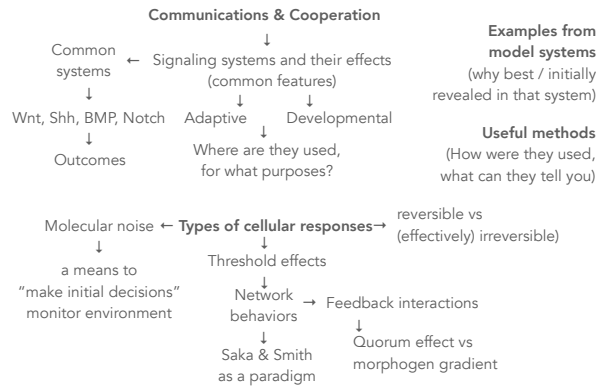 Communications & Cooperation
Signaling systems and their effects
(common features)
Common
systems
Wnt, Shh, BMP, Notch
Outcomes
Adaptive
Developmental
Where are they used,
for what purposes?
Examples from
model systems
(why best / initially
revealed in that system)
Useful methods
(How were they used,
what can they tell you)
Types of cellular responses
Molecular noise
a means to
“make initial decisions”
monitor environment
reversible vs
(effectively) irreversible)
Threshold effects
Network
behaviors
Saka & Smith
as a paradigm
Feedback interactions
Quorum effect vs
morphogen gradient